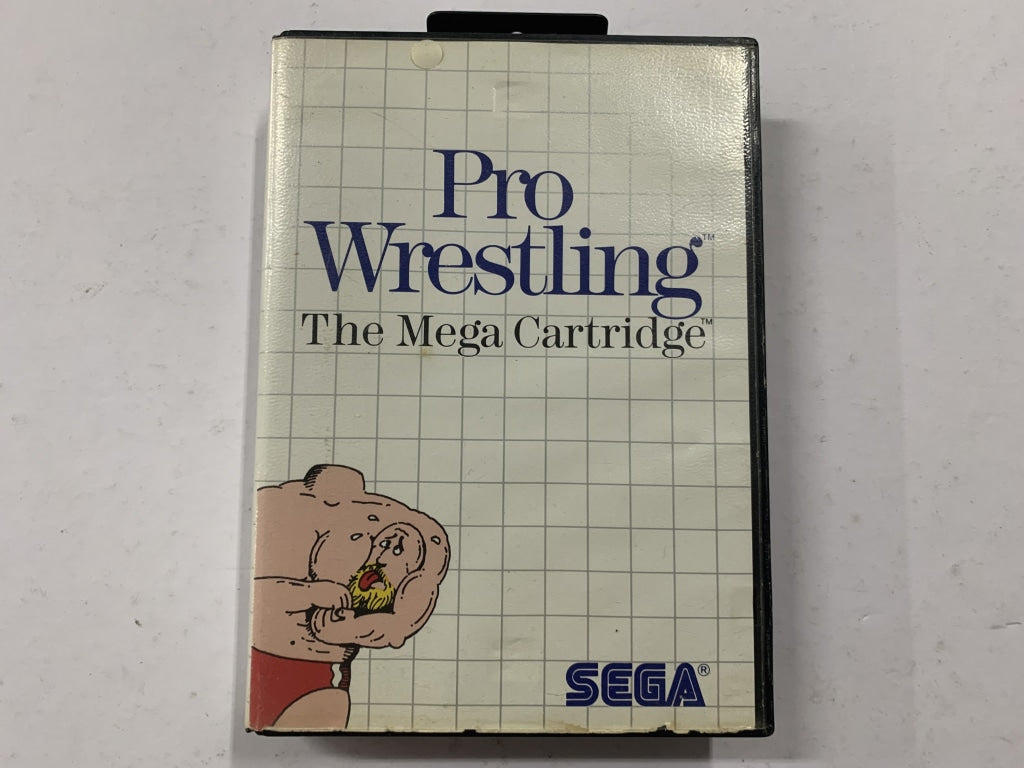 Pro
Wrestling™
The Mega Cartridge™
SEGA®